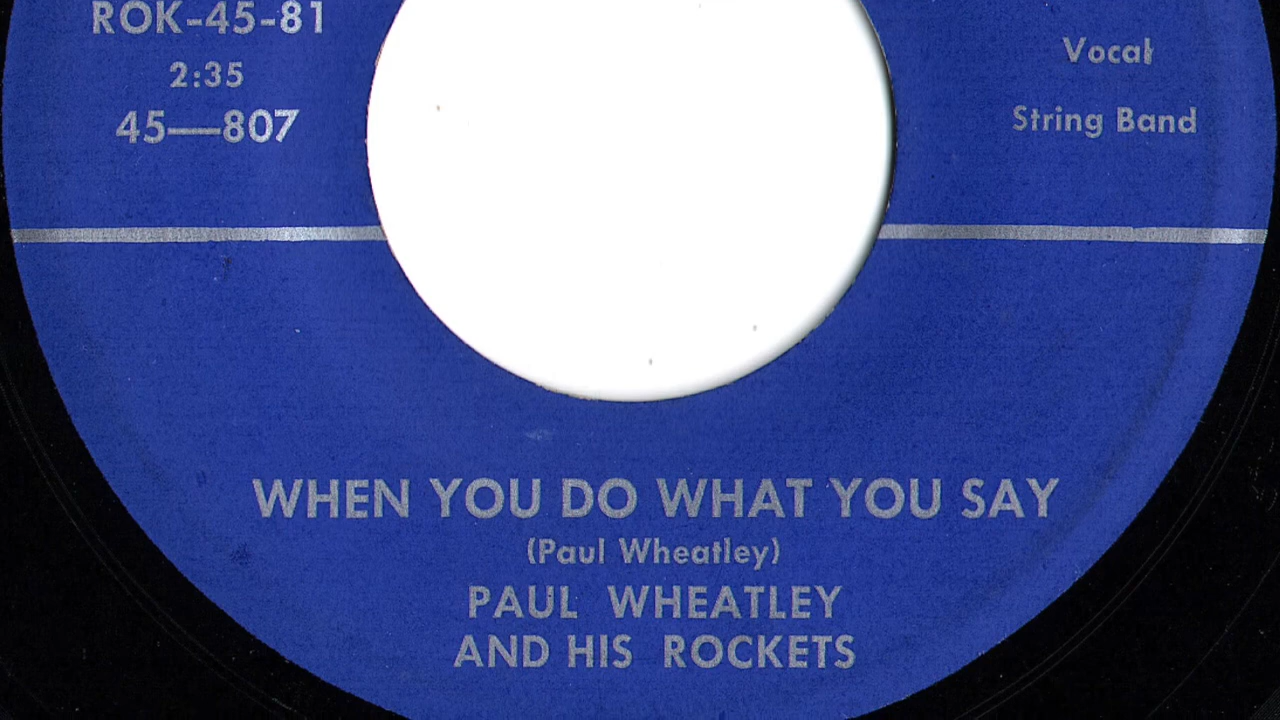 ROK-45-81
2:35
45—807
Vocal
String Band
WHEN YOU DO WHAT YOU SAY
(Paul Wheatley)
PAUL WHEATLEY
AND HIS ROCKETS